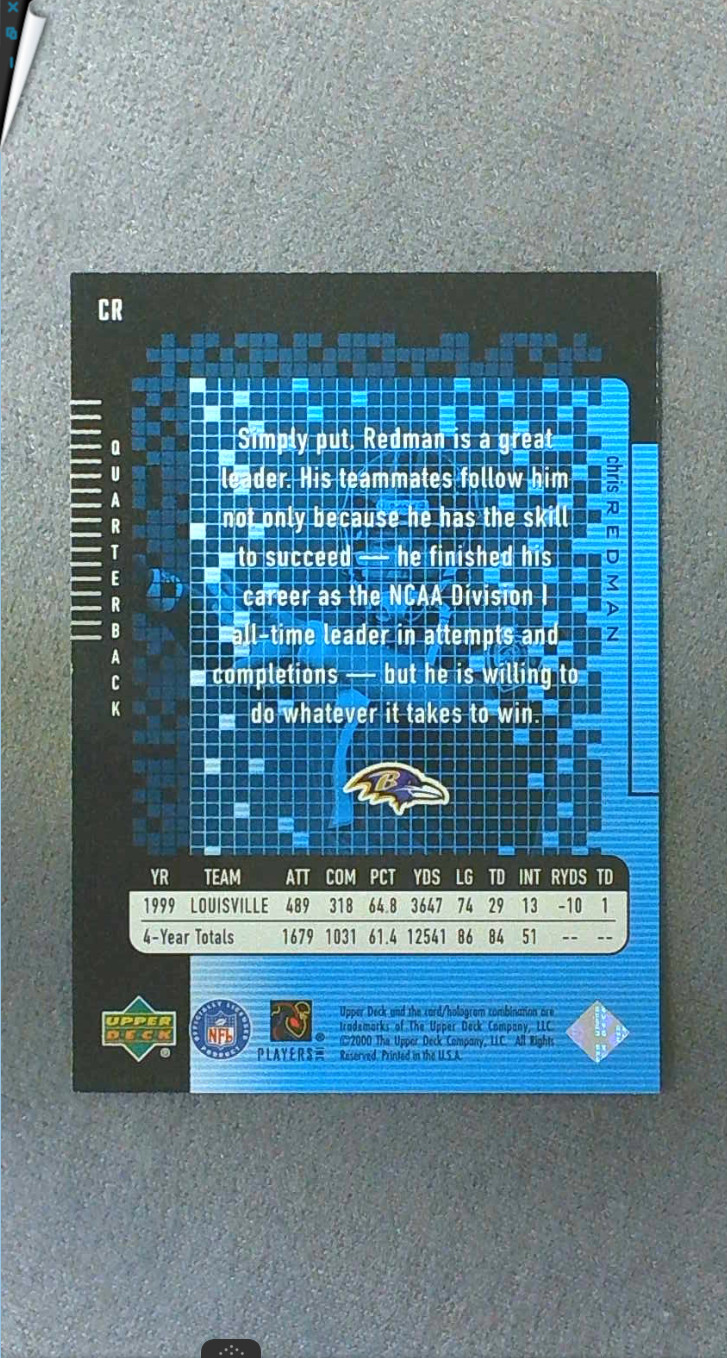 CR
QUARTERBACK
Simply put, Redman is a great
leader. His teammates follow him
not only because he has the skill
to succeed — he finished his
career as the NCAA Division I
all-time leader in attempts and
completions — but he is willing to
do whatever it takes to win.
chris REDMAN
B
YR TEAM ATT COM PCT YDS LG TD INT RYDS TD
1999 LOUISVILLE 489 318 64.8 3647 74 29 13 -10 1
4-Year Totals 1679 1031 61.4 12541 86 84 51 -- --
UPPER
DECK
®
OFFICIALLY LICENSED
NFL
PRODUCT
PLAYERS INC ®
Upper Deck and the card/hologram combination are
trademarks of The Upper Deck Company, LLC.
©2000 The Upper Deck Company, LLC. All Rights
Reserved. Printed in the U.S.A.